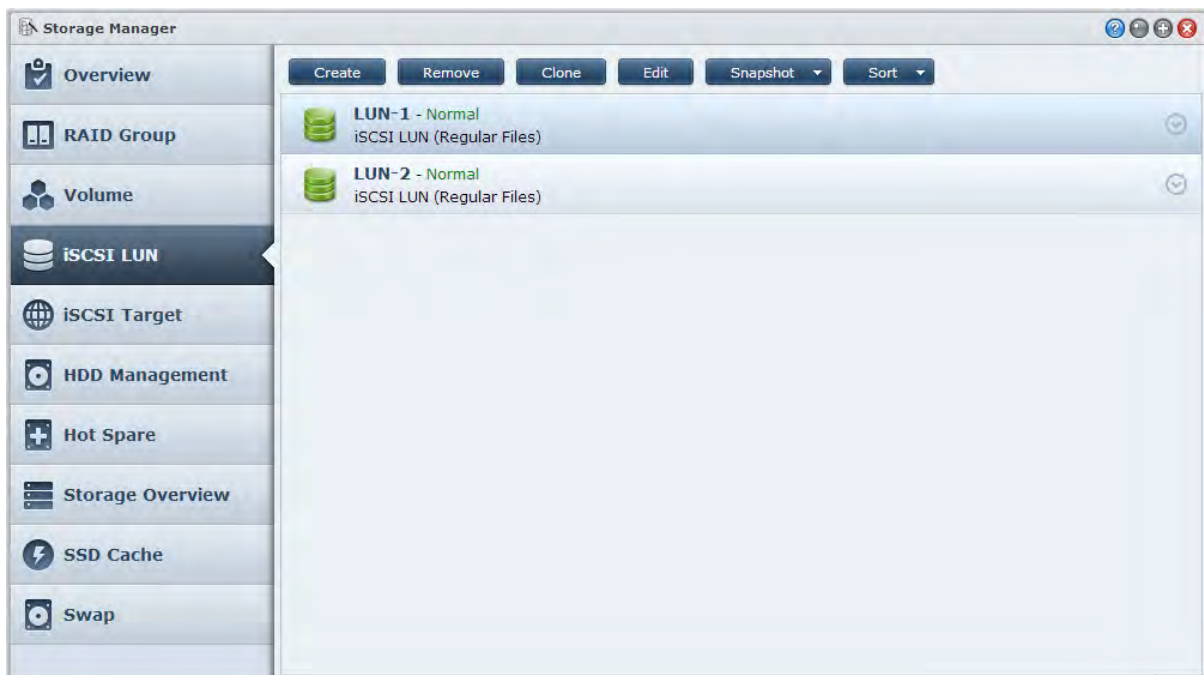 Storage Manager
Overview
RAID Group
Volume
iSCSI LUN
iSCSI Target
HDD Management
Hot Spare
Storage Overview
SSD Cache
Swap
Create Remove Clone Edit Snapshot Sort
LUN-1 - Normal
iSCSI LUN (Regular Files)
LUN-2 - Normal
iSCSI LUN (Regular Files)